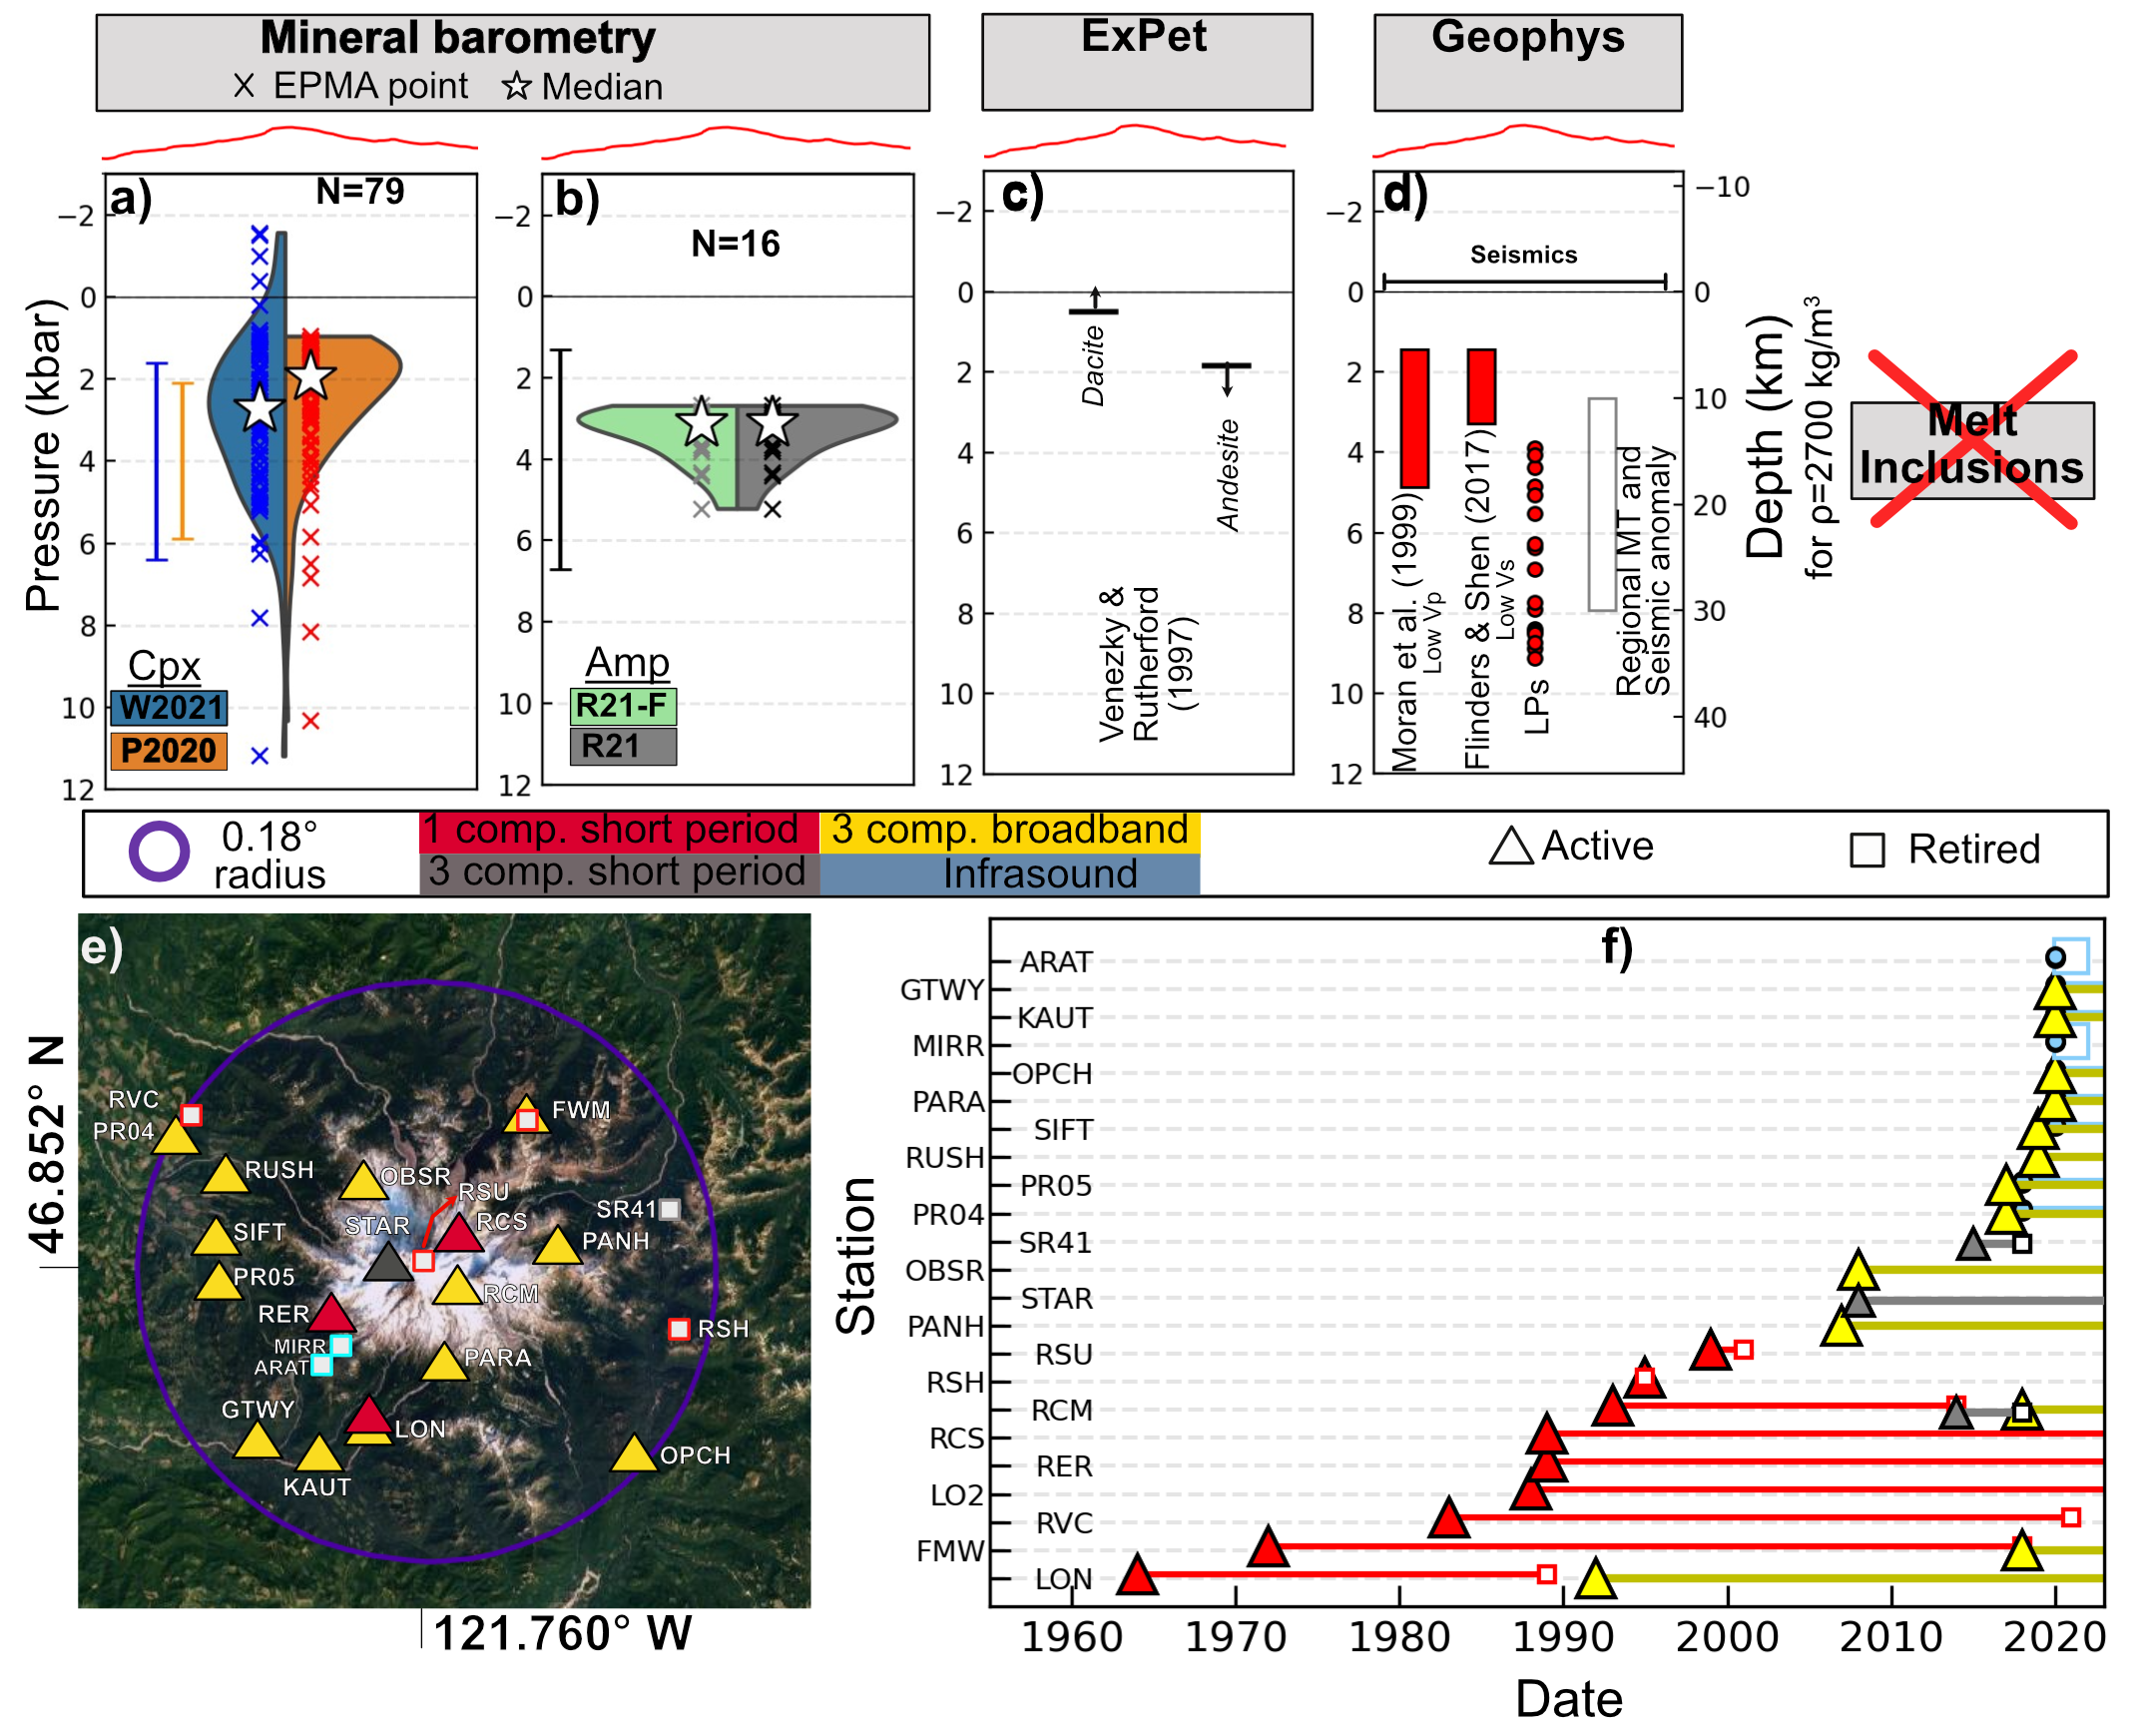 Mineral barometry
× EPMA point ☆ Median
ExPet
Geophys
a)
N=79
−2
0
2
4
6
8
10
12
Pressure (kbar)
Cpx
W2021
P2020
b)
N=16
−2
0
2
4
6
8
10
12
Amp
R21-F
R21
c)
−2
0
2
4
6
8
10
12
Dacite
Andesite
Venezky &
Rutherford
(1997)
d)
−2
0
2
4
6
8
10
12
Seismics
Moran et al. (1999)
Low Vp
Flinders & Shen (2017)
Low Vs
LPs
Regional MT and
Seismic anomaly
−10
0
10
20
30
40
Depth (km)
for ρ=2700 kg/m³
Melt
Inclusions
0.18°
radius
1 comp. short period
3 comp. broadband
3 comp. short period
Infrasound
Active
Retired
e)
46.852° N
121.760° W
RVC
PR04
FWM
RUSH
OBSR
RSU
SR41
STAR
RCS
SIFT
PANH
PR05
RCM
RER
RSH
MIRR
ARAT
PARA
GTWY
LON
OPCH
KAUT
f)
Station
ARAT
GTWY
KAUT
MIRR
OPCH
PARA
SIFT
RUSH
PR05
PR04
SR41
OBSR
STAR
PANH
RSU
RSH
RCM
RCS
RER
LO2
RVC
FMW
LON
1960
1970
1980
1990
2000
2010
2020
Date